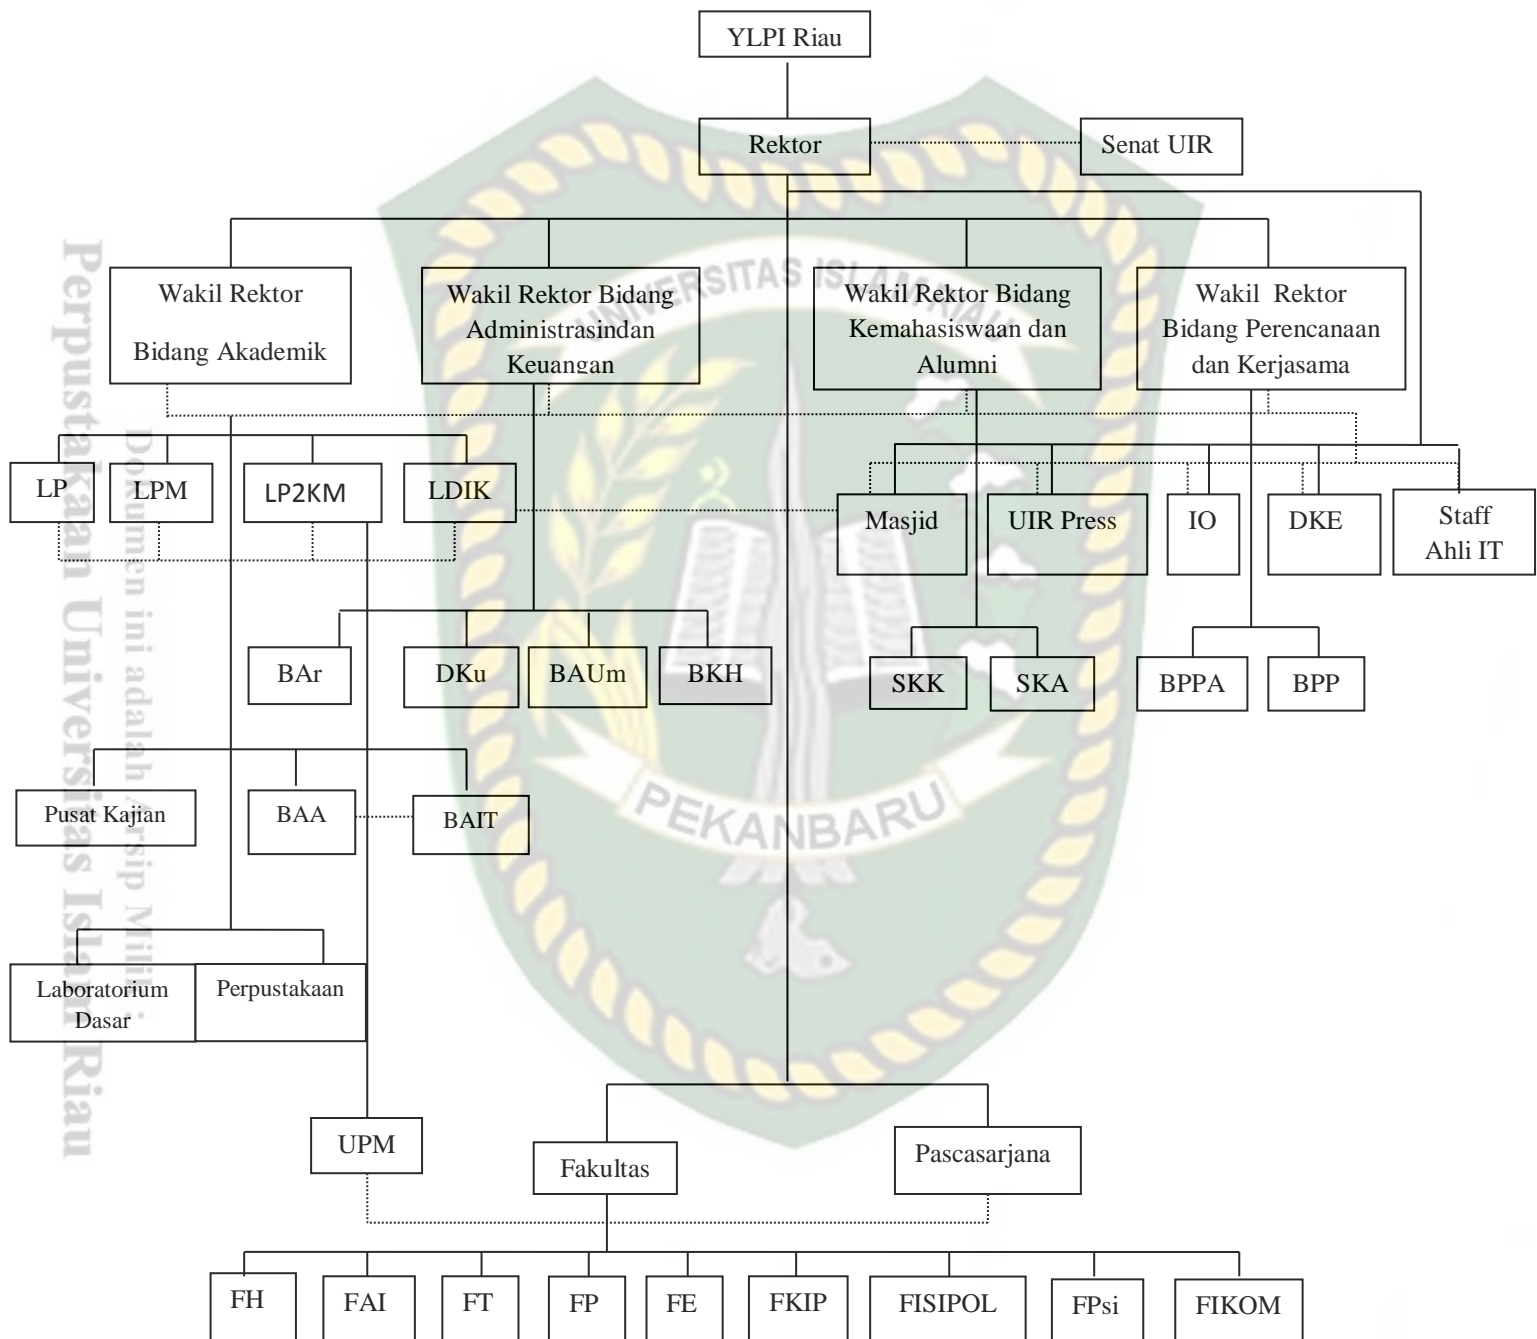 YLPI Riau
Rektor
Senat UIR
Wakil Rektor
Bidang Akademik
Wakil Rektor Bidang
Administrasindan
Keuangan
Wakil Rektor Bidang
Kemahasiswaan dan
Alumni
Wakil Rektor
Bidang Perencanaan
dan Kerjasama
LP
LPM
LP2KM
LDIK
Masjid
UIR Press
IO
DKE
Staff
Ahli IT
BAr
DKu
BAUm
BKH
SKK
SKA
BPPA
BPP
Pusat Kajian
BAA
BAIT
Laboratorium
Dasar
Perpustakaan
UPM
Fakultas
Pascasarjana
FH
FAI
FT
FP
FE
FKIP
FISIPOL
FPsi
FIKOM
UNIVERSITAS ISLAM RIAU
PEKANBARU
Perpustakaan Universitas Islam Riau
Dokumen ini adalah Arsip Milik :